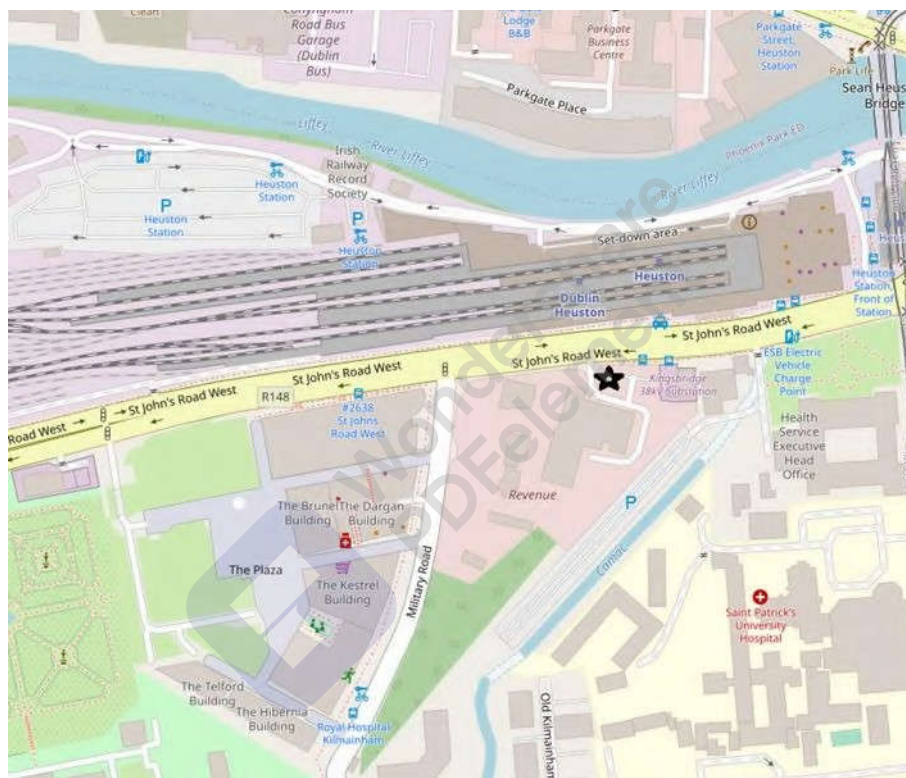 Clean
Conyngham
Road Bus
Garage
(Dublin
Bus)
Lodge
B&B
Parkgate
Business
Centre
Parkgate
Street,
Heuston
Station
Park Life
Sean Heus
Bridge
Parkgate Place
Liffey
River Liffey
Phoenix Park ED
River Liffey
Irish
Railway
Record
Society
Heuston
Station
P
Heuston
Station
P
Heuston
Station
Set-down area
Heuston
Dublin
Heuston
Heus
Heuston
Station,
Front of
Station
St John's Road West
St John's Road West
St John's Road West
St John's Road West
Road West
R148
#2638
St Johns
Road West
Kingsbridge
38kV Substation
ESB Electric
Vehicle
Charge
Point
Health
Service
Executive
Head
Office
Revenue
P
Camac
The Brunel
Building
The Dargan
Building
The Plaza
The Kestrel
Building
Military Road
Saint Patrick's
University
Hospital
The Telford
Building
The Hibernia
Building
Royal Hospital
Kilmainham
Old Kilmainham
Wondershare
PDFelement